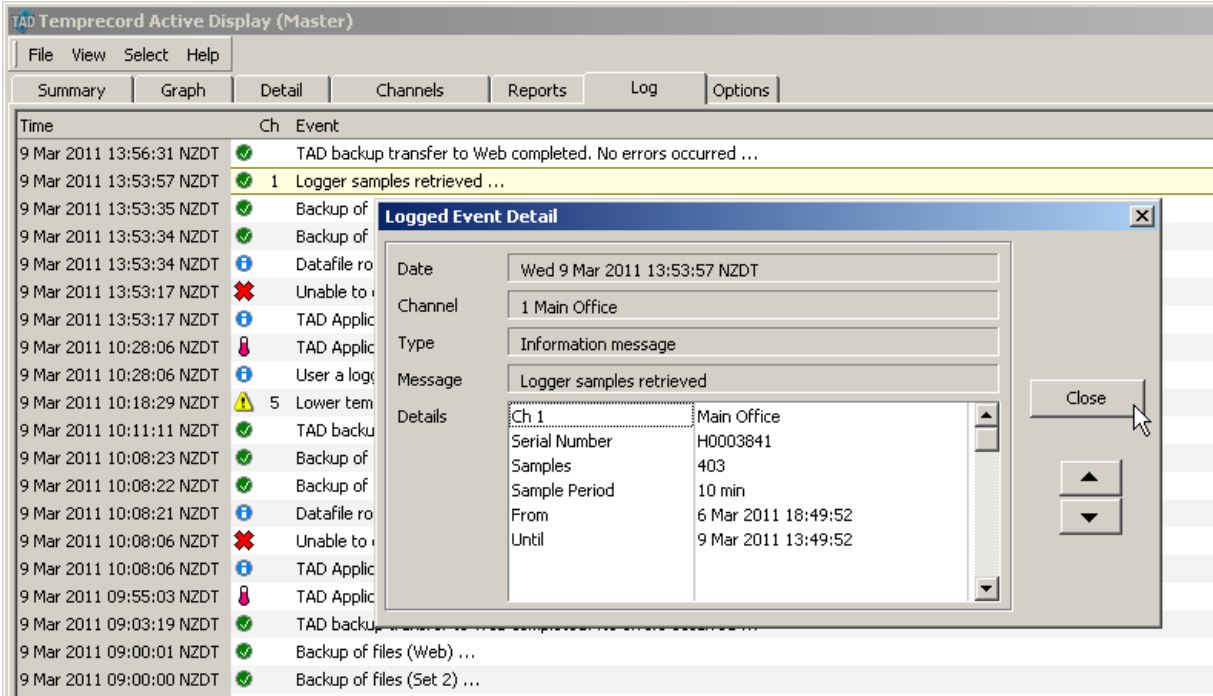 TAD Temprecord Active Display (Master)
File View Select Help
Summary Graph Detail Channels Reports Log Options
Time Ch Event
9 Mar 2011 13:56:31 NZDT TAD backup transfer to Web completed. No errors occurred ...
9 Mar 2011 13:53:57 NZDT 1 Logger samples retrieved ...
9 Mar 2011 13:53:35 NZDT Backup of
9 Mar 2011 13:53:34 NZDT Backup of
9 Mar 2011 13:53:34 NZDT Datafile ro
9 Mar 2011 13:53:17 NZDT Unable to
9 Mar 2011 13:53:17 NZDT TAD Applic
9 Mar 2011 10:28:06 NZDT TAD Applic
9 Mar 2011 10:28:06 NZDT User a logg
9 Mar 2011 10:18:29 NZDT 5 Lower tem
9 Mar 2011 10:11:11 NZDT TAD backu
9 Mar 2011 10:08:23 NZDT Backup of
9 Mar 2011 10:08:22 NZDT Backup of
9 Mar 2011 10:08:21 NZDT Datafile ro
9 Mar 2011 10:08:06 NZDT Unable to
9 Mar 2011 10:08:06 NZDT TAD Applic
9 Mar 2011 09:55:03 NZDT TAD Applic
9 Mar 2011 09:03:19 NZDT TAD backup transfer to Web completed. No errors occurred ...
9 Mar 2011 09:00:01 NZDT Backup of files (Web) ...
9 Mar 2011 09:00:00 NZDT Backup of files (Set 2) ...
Logged Event Detail
Date Wed 9 Mar 2011 13:53:57 NZDT
Channel 1 Main Office
Type Information message
Message Logger samples retrieved
Details Ch 1 Main Office
Serial Number H0003841
Samples 403
Sample Period 10 min
From 6 Mar 2011 18:49:52
Until 9 Mar 2011 13:49:52
Close